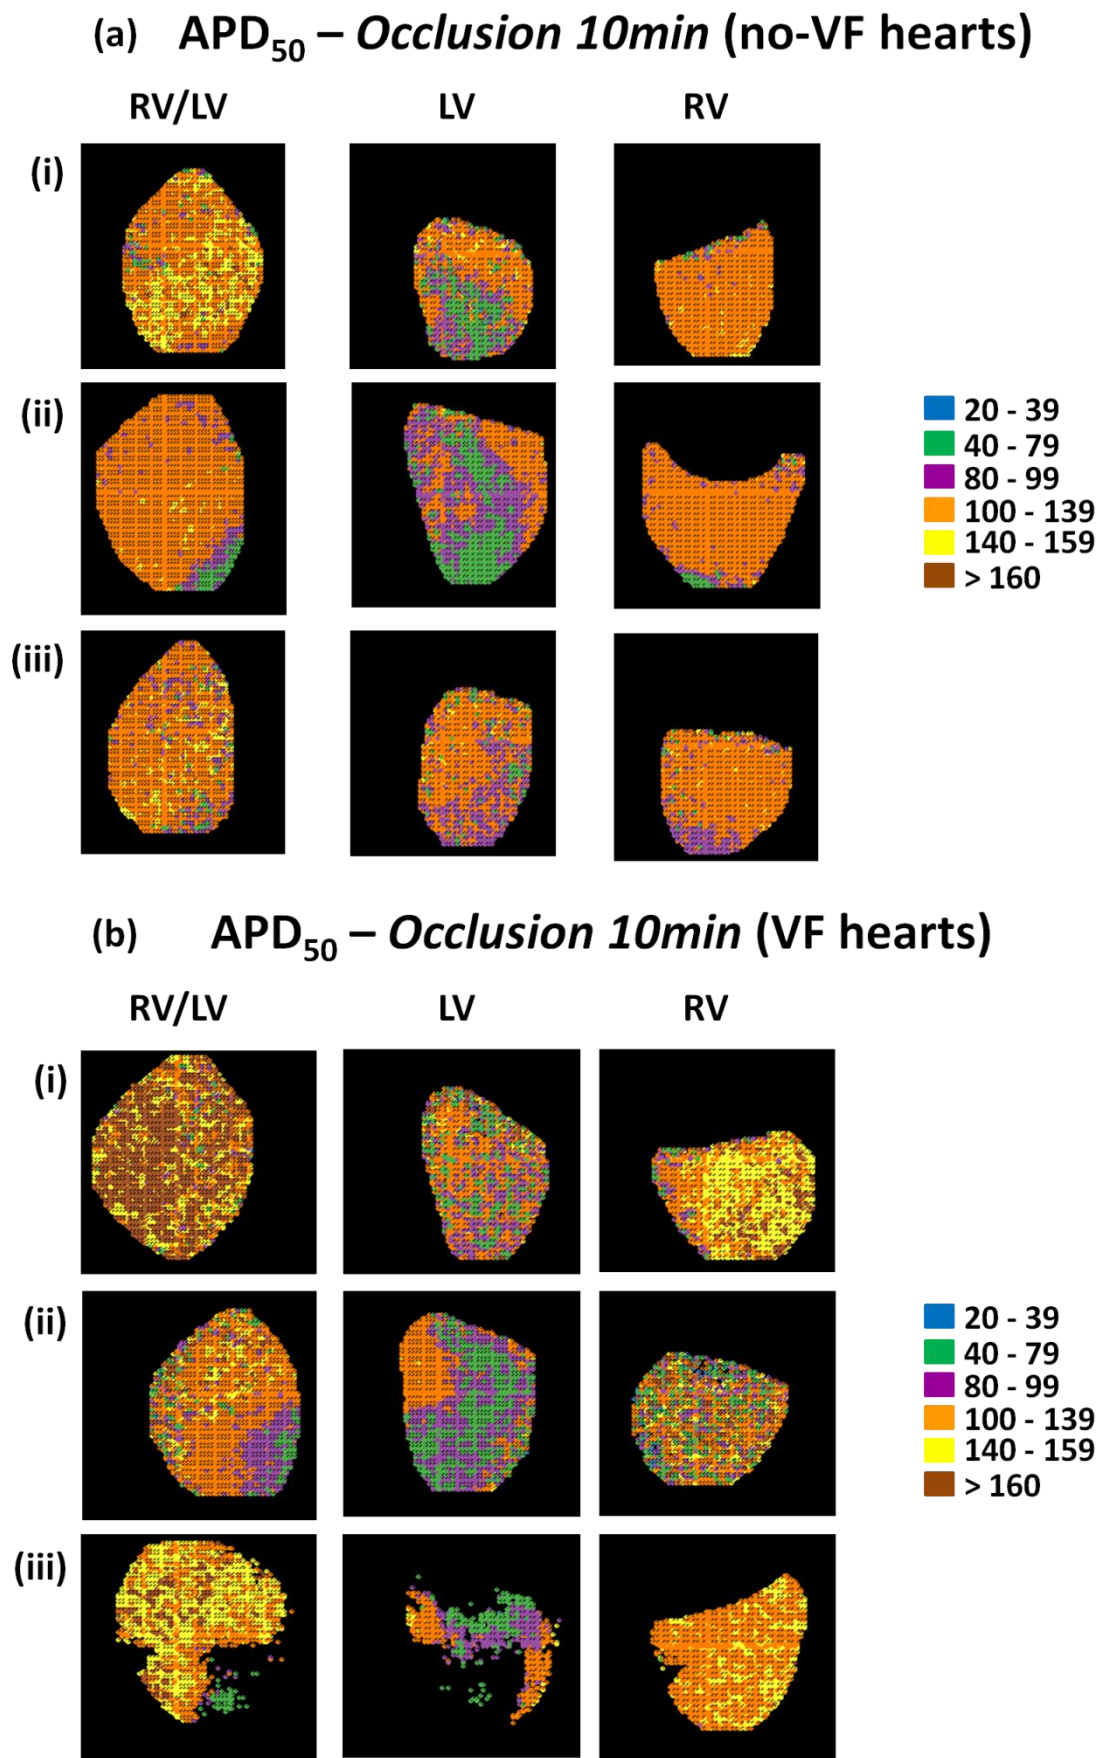 (a) APD50 – Occlusion 10min (no-VF hearts)
RV/LV LV RV
(i)
(ii)
20 - 39
40 - 79
80 - 99
100 - 139
140 - 159
> 160
(iii)
(b) APD50 – Occlusion 10min (VF hearts)
RV/LV LV RV
(i)
(ii)
20 - 39
40 - 79
80 - 99
100 - 139
140 - 159
> 160
(iii)